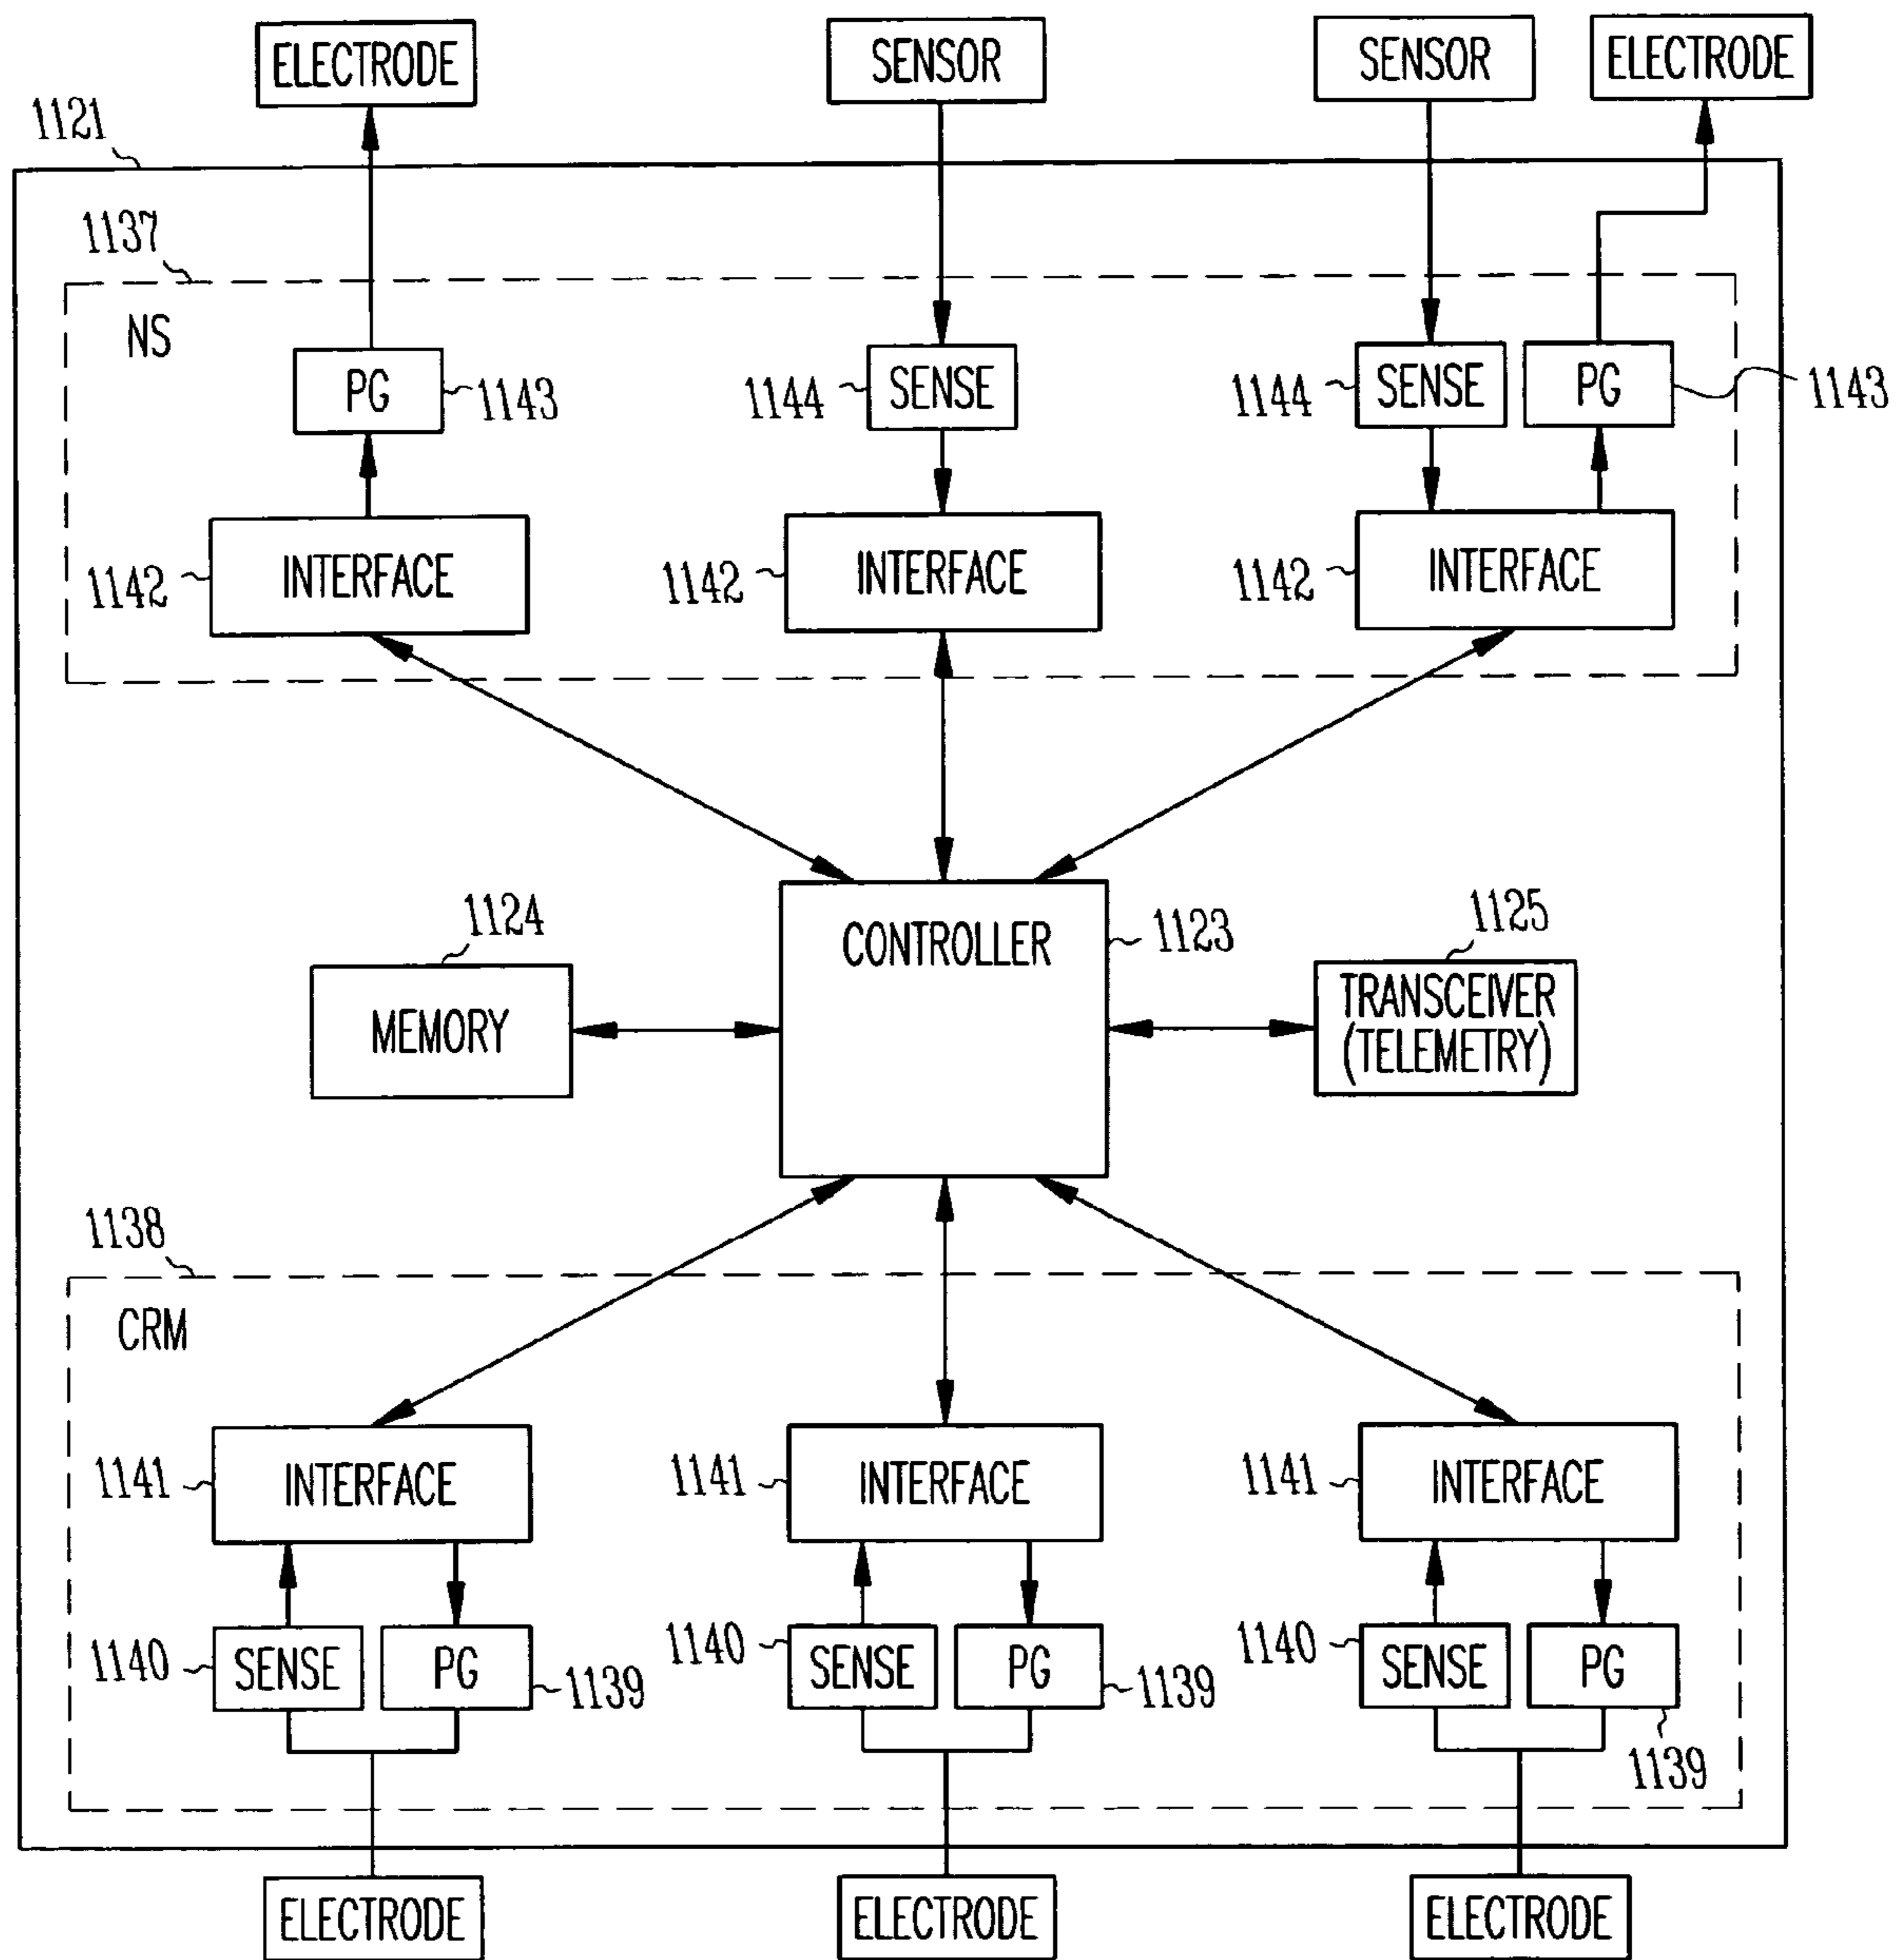 ELECTRODE
SENSOR
SENSOR
ELECTRODE
1121
1137
NS
PG
1143
1144
SENSE
1144
SENSE
PG
1143
1142
INTERFACE
1142
INTERFACE
1142
INTERFACE
1124
MEMORY
CONTROLLER
1123
1125
TRANSCEIVER
(TELEMETRY)
1138
CRM
1141
INTERFACE
1141
INTERFACE
1141
INTERFACE
1140
SENSE
PG
1139
1140
SENSE
PG
1139
1140
SENSE
PG
1139
ELECTRODE
ELECTRODE
ELECTRODE